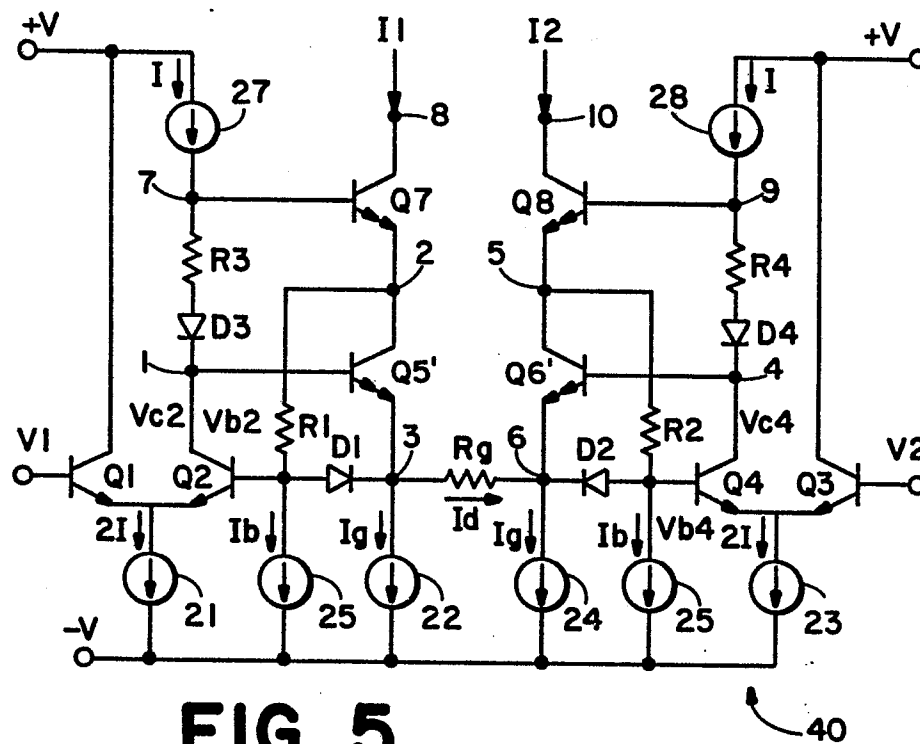 +V I1 I2 +V
I 27 8 10 28 I
7 Q7 Q8 9
R3 2 5 R4
D3 D4
1 Q5' Q6' 4
Vc2 Vb2 R1 D1 3 Rg 6 D2 R2 Vc4
V1 Q1 Q2 Q4 Q3 V2
2I Ib Ig Id Ig Ib Vb4 2I
21 25 22 24 25 23
-V
FIG. 5
40